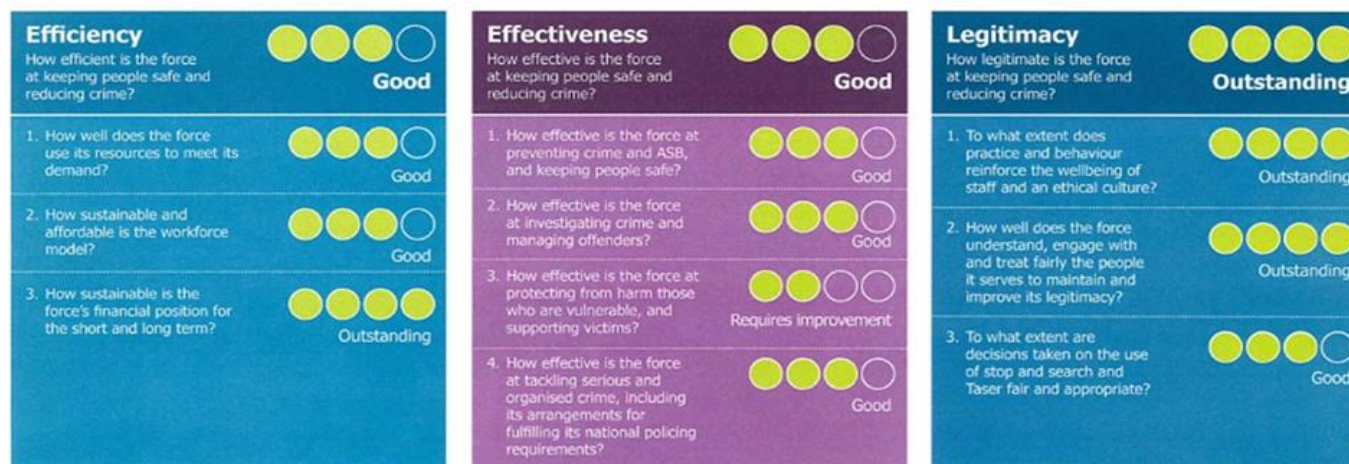 Efficiency
How efficient is the force
at keeping people safe and
reducing crime?
Good
1. How well does the force
use its resources to meet its
demand?
Good
2. How sustainable and
affordable is the workforce
model?
Good
3. How sustainable is the
force's financial position for
the short and long term?
Outstanding
Effectiveness
How effective is the force
at keeping people safe and
reducing crime?
Good
1. How effective is the force at
preventing crime and ASB,
and keeping people safe?
Good
2. How effective is the force
at investigating crime and
managing offenders?
Good
3. How effective is the force at
protecting from harm those
who are vulnerable, and
supporting victims?
Requires improvement
4. How effective is the force
at tackling serious and
organised crime, including
its arrangements for
fulfilling its national policing
requirements?
Good
Legitimacy
How legitimate is the force
at keeping people safe and
reducing crime?
Outstanding
1. To what extent does
practice and behaviour
reinforce the wellbeing of
staff and an ethical culture?
Outstanding
2. How well does the force
understand, engage with
and treat fairly the people
it serves to maintain and
improve its legitimacy?
Outstanding
3. To what extent are
decisions taken on the use
of stop and search and
Taser fair and appropriate?
Good